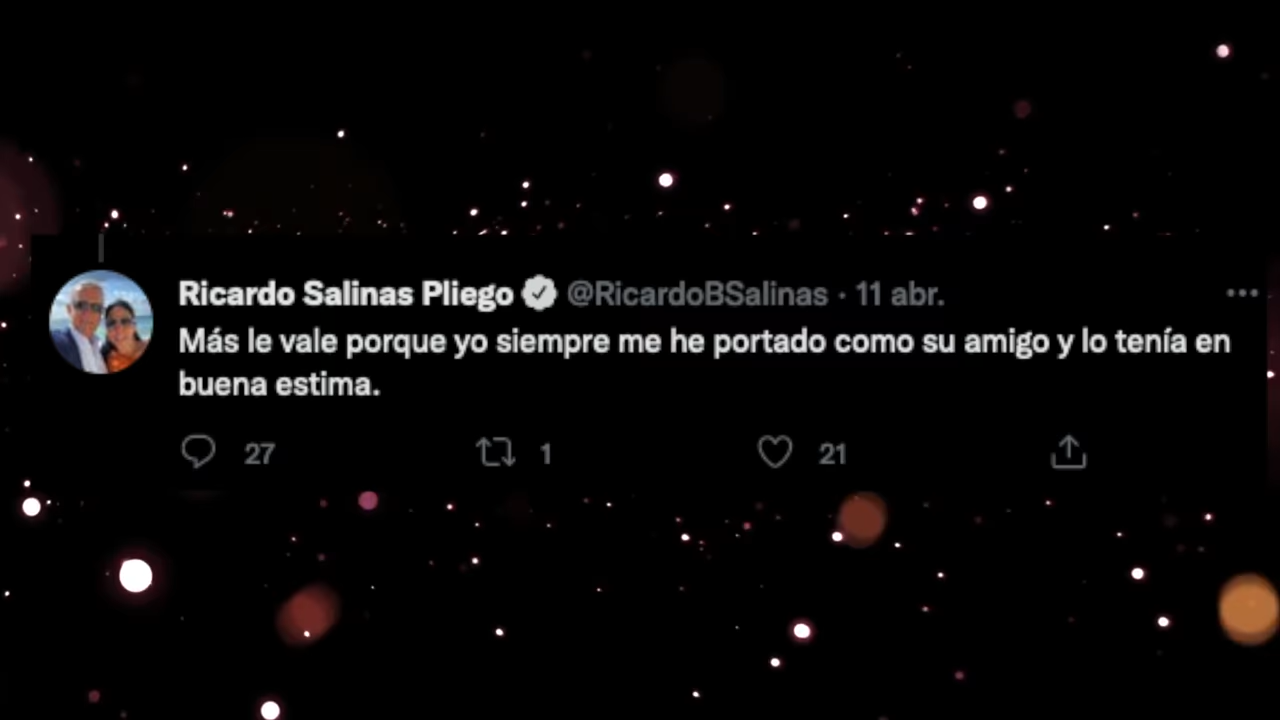 Ricardo Salinas Pliego @RicardoBSalinas · 11 abr.
Más le vale porque yo siempre me he portado como su amigo y lo tenía en
buena estima.
27 1 21